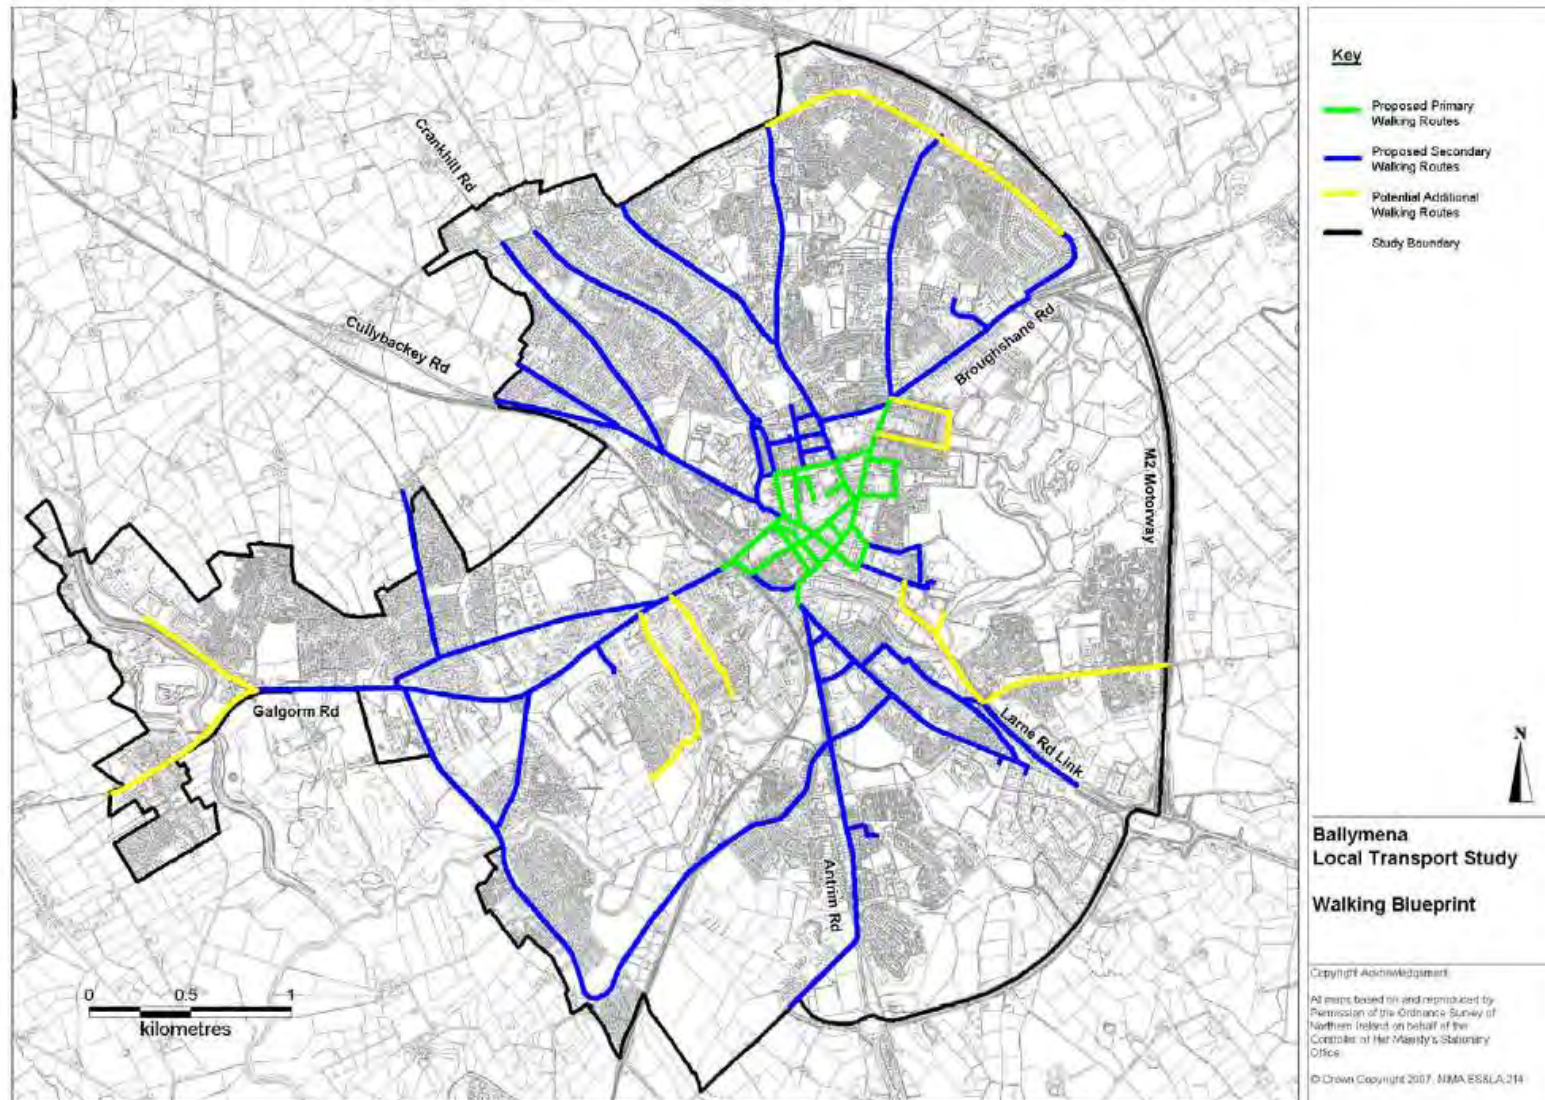 Key
Proposed Primary
Walking Routes
Proposed Secondary
Walking Routes
Potential Additional
Walking Routes
Study Boundary
Crankhill Rd
Cullybackey Rd
Broughshane Rd
M2 Motorway
Galgorm Rd
Larne Rd Link
Antrim Rd
0 0.5 1
kilometres
N
Ballymena
Local Transport Study
Walking Blueprint
Copyright Acknowledgement
All maps based on and reproduced by
Permission of the Ordnance Survey of
Northern Ireland on behalf of the
Controller of Her Majesty's Stationary
Office
© Crown Copyright 2007. NIMA ES&LA 214